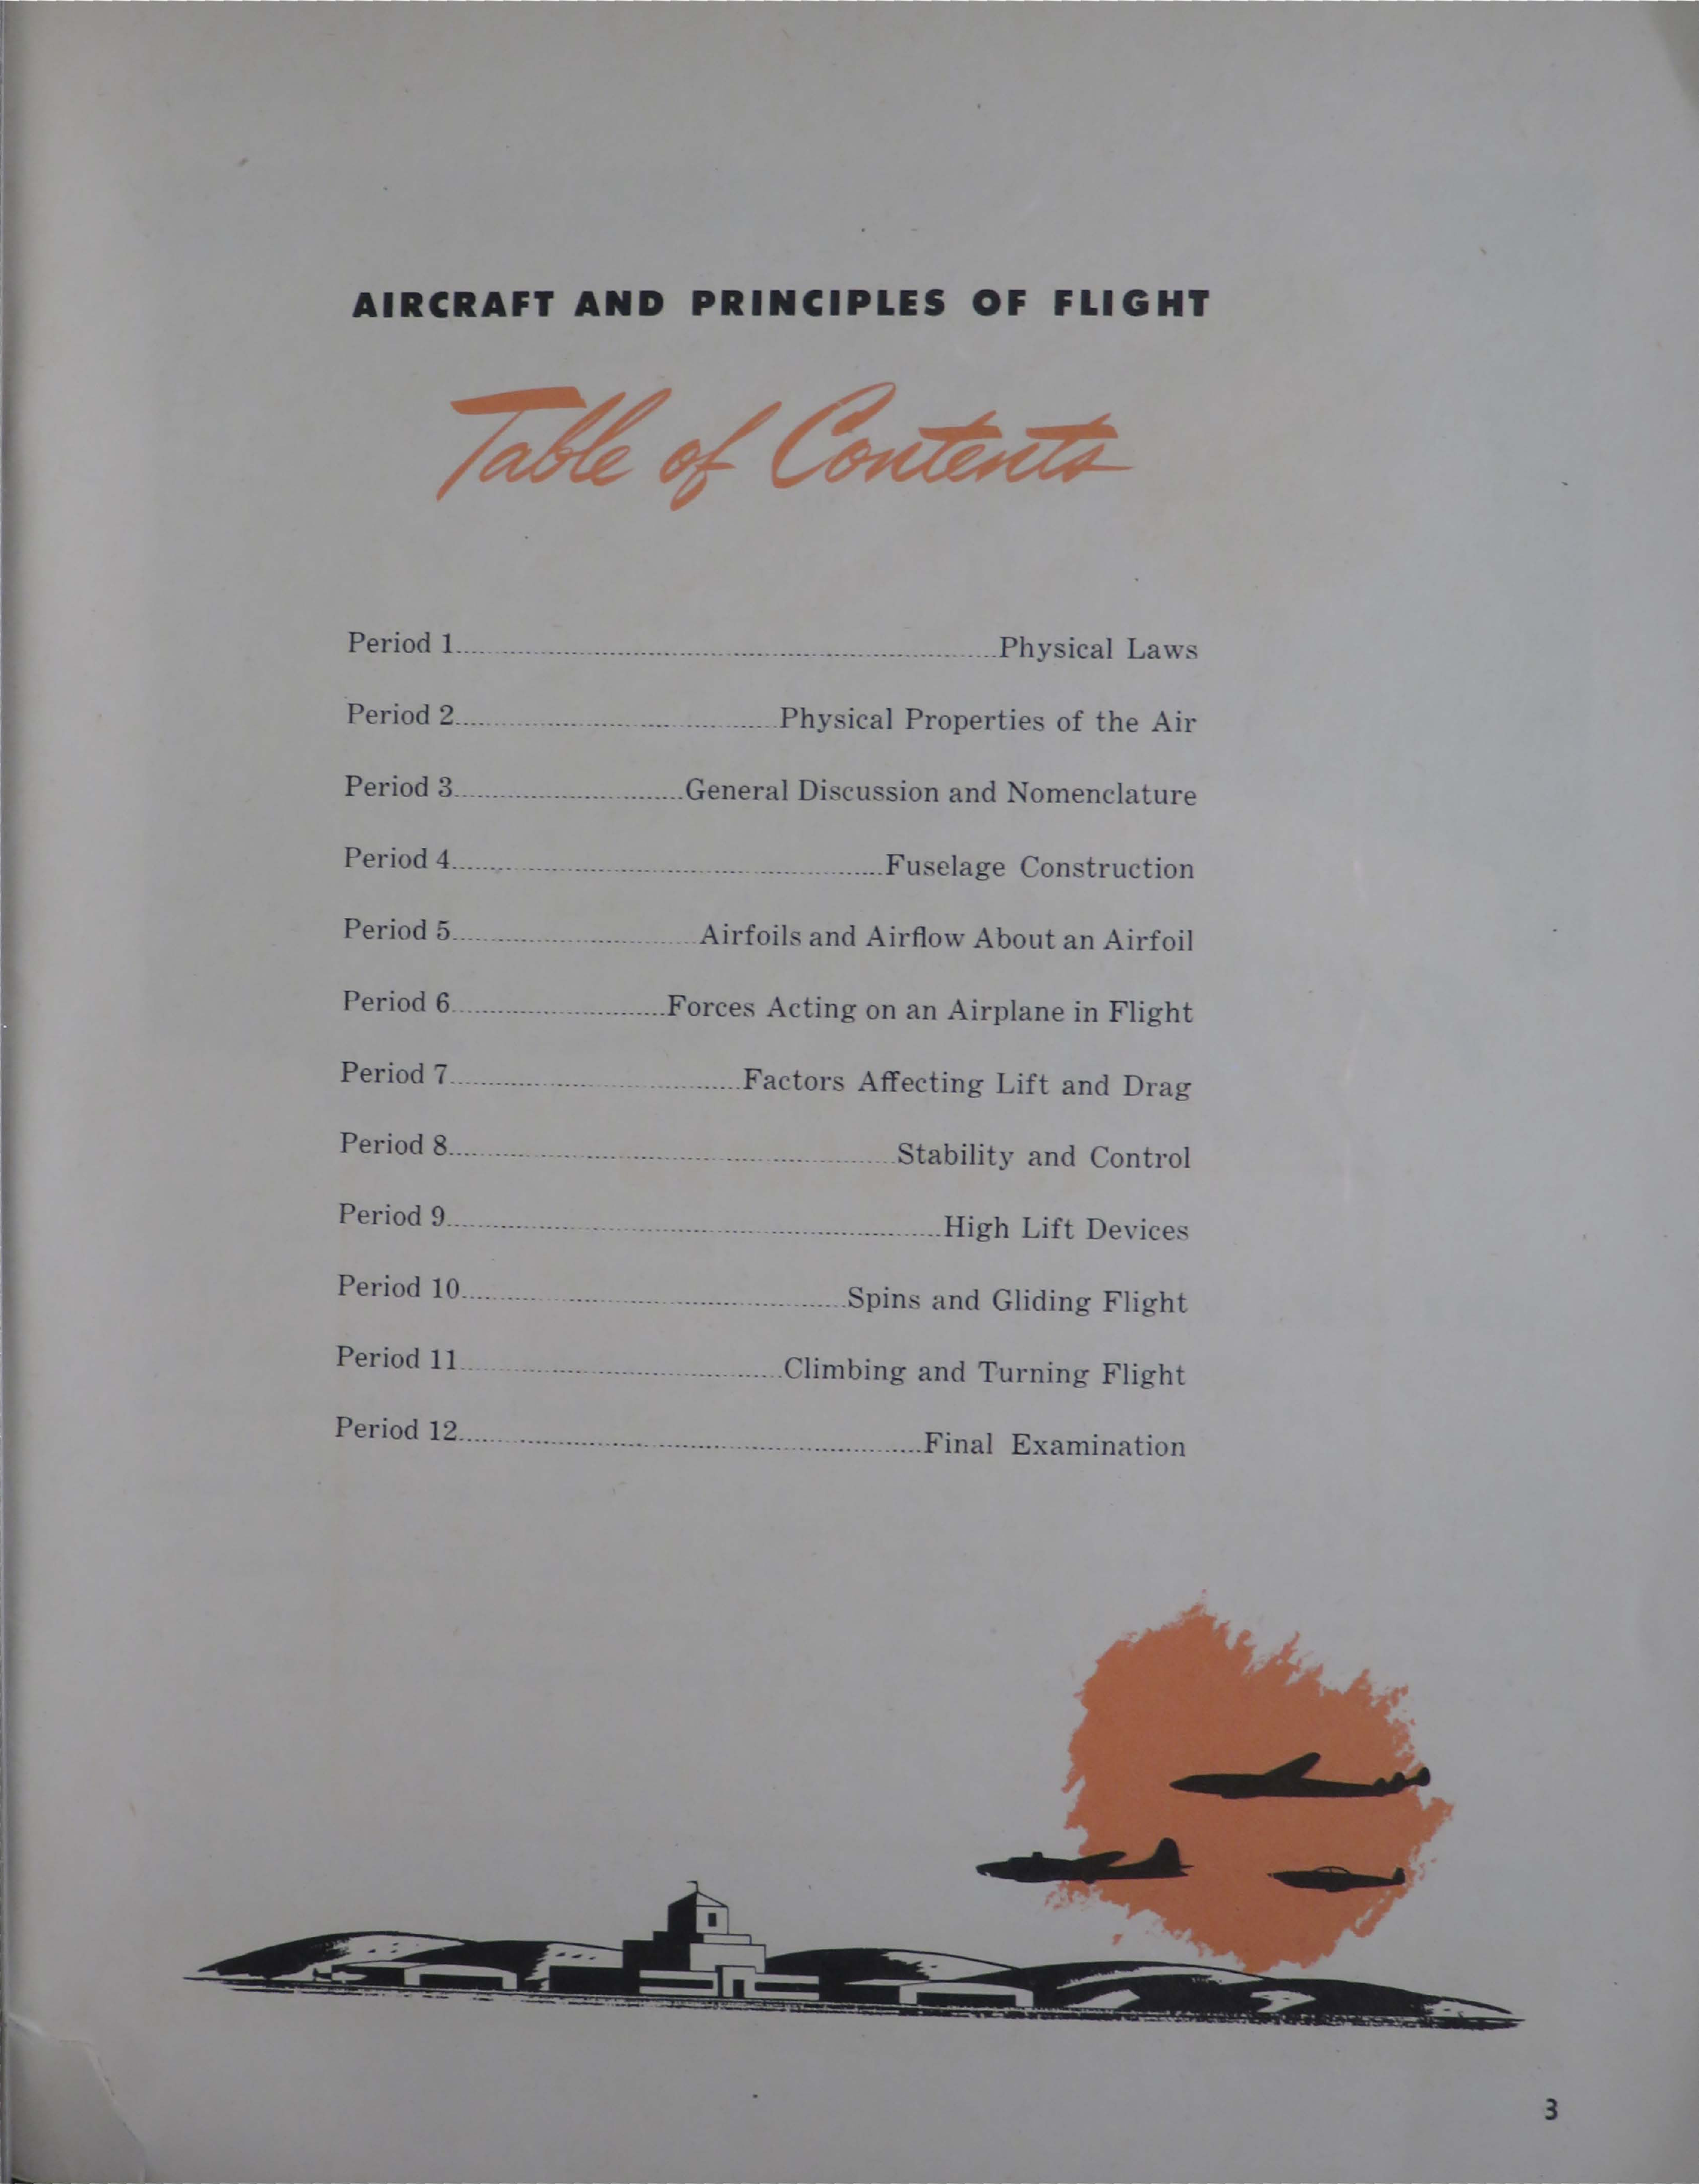 AIRCRAFT AND PRINCIPLES OF FLIGHT
Table of Contents
Period 1 Physical Laws
Period 2 Physical Properties of the Air
Period 3 General Discussion and Nomenclature
Period 4 Fuselage Construction
Period 5 Airfoils and Airflow About an Airfoil
Period 6 Forces Acting on an Airplane in Flight
Period 7 Factors Affecting Lift and Drag
Period 8 Stability and Control
Period 9 High Lift Devices
Period 10 Spins and Gliding Flight
Period 11 Climbing and Turning Flight
Period 12 Final Examination
3